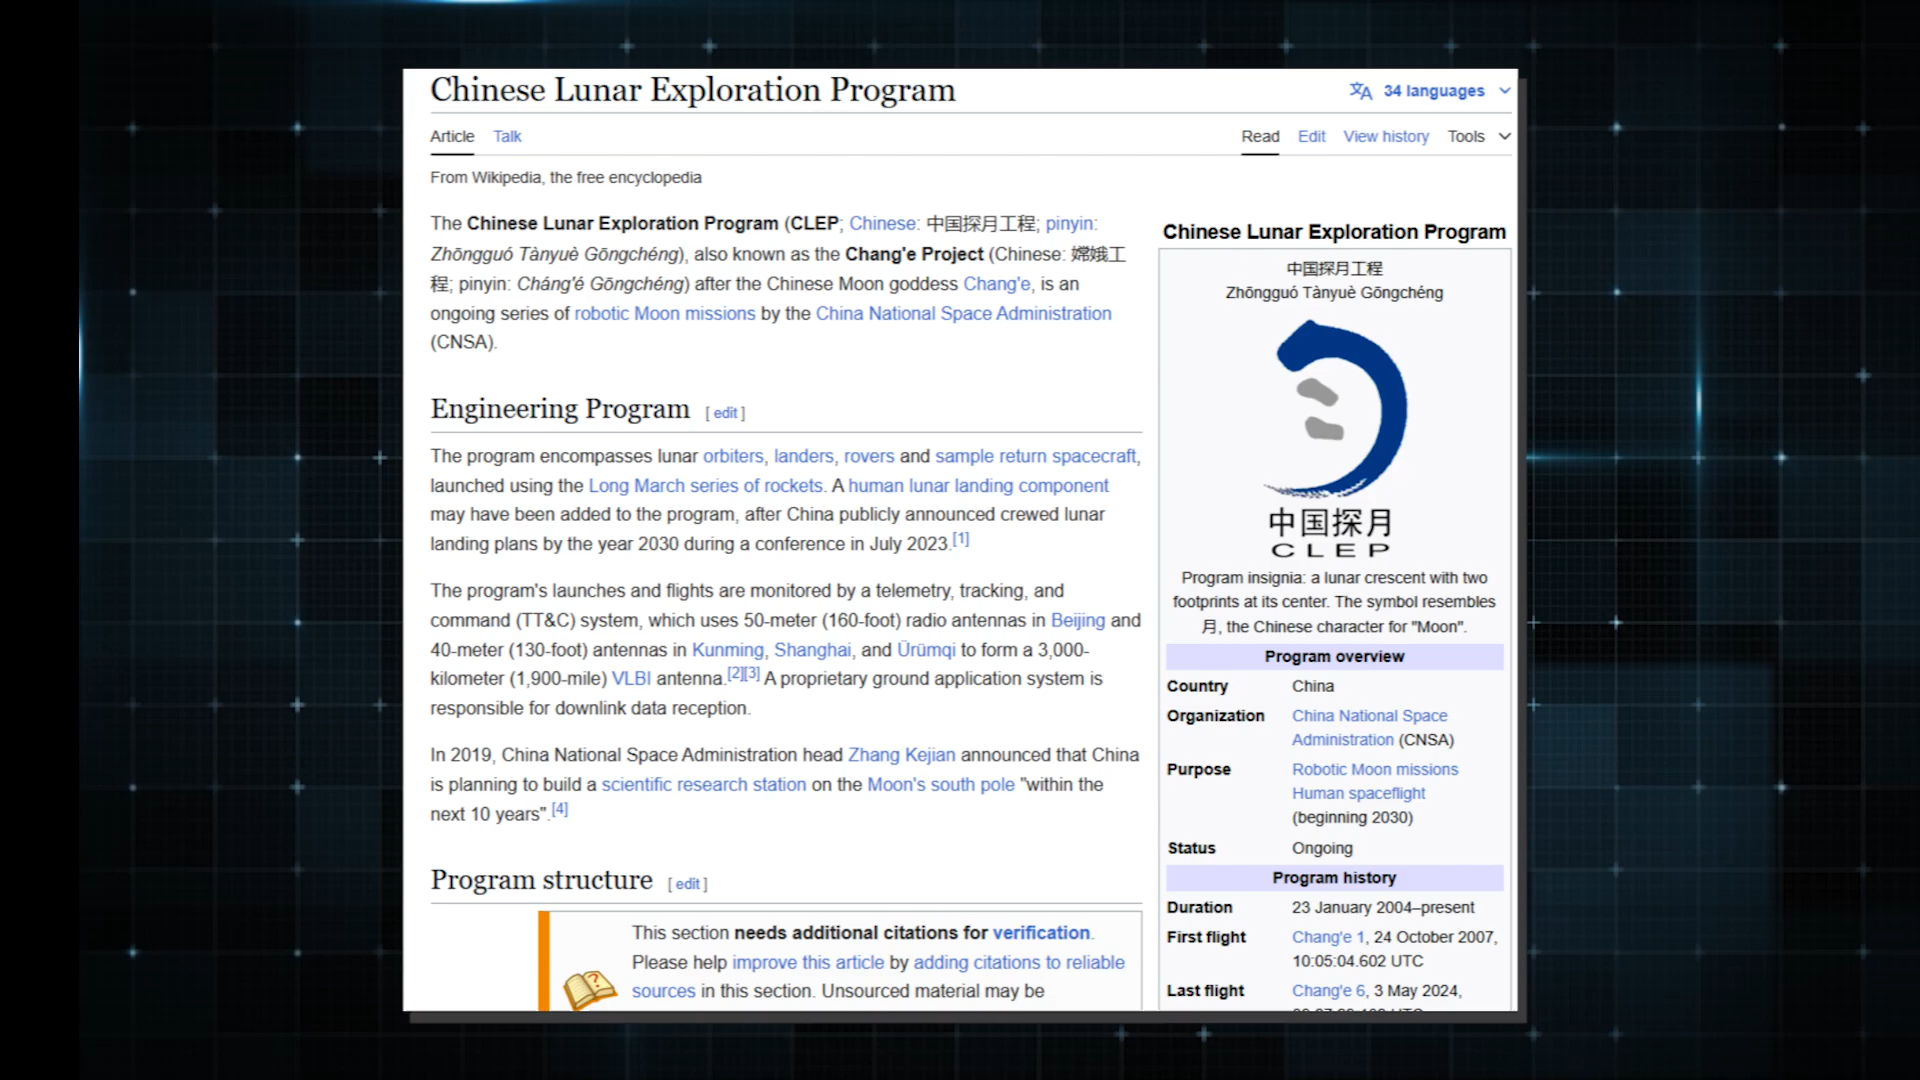 Chinese Lunar Exploration Program
34 languages
Article Talk
Read Edit View history Tools
From Wikipedia, the free encyclopedia
The Chinese Lunar Exploration Program (CLEP; Chinese: 中国探月工程; pinyin:
Zhōngguó Tànyuè Gōngchéng), also known as the Chang'e Project (Chinese: 嫦娥工
程; pinyin: Cháng'é Gōngchéng) after the Chinese Moon goddess Chang'e, is an
ongoing series of robotic Moon missions by the China National Space Administration
(CNSA).
Engineering Program [ edit ]
The program encompasses lunar orbiters, landers, rovers and sample return spacecraft,
launched using the Long March series of rockets. A human lunar landing component
may have been added to the program, after China publicly announced crewed lunar
landing plans by the year 2030 during a conference in July 2023.[1]
The program's launches and flights are monitored by a telemetry, tracking, and
command (TT&C) system, which uses 50-meter (160-foot) radio antennas in Beijing and
40-meter (130-foot) antennas in Kunming, Shanghai, and Ürümqi to form a 3,000-
kilometer (1,900-mile) VLBI antenna.[2][3] A proprietary ground application system is
responsible for downlink data reception.
In 2019, China National Space Administration head Zhang Kejian announced that China
is planning to build a scientific research station on the Moon's south pole "within the
next 10 years".[4]
Program structure [ edit ]
This section needs additional citations for verification.
Please help improve this article by adding citations to reliable
sources in this section. Unsourced material may be
Chinese Lunar Exploration Program
中国探月工程
Zhōngguó Tànyuè Gōngchéng
中国探月
CLEP
Program insignia: a lunar crescent with two
footprints at its center. The symbol resembles
月, the Chinese character for "Moon".
Program overview
Country China
Organization China National Space
Administration (CNSA)
Purpose Robotic Moon missions
Human spaceflight
(beginning 2030)
Status Ongoing
Program history
Duration 23 January 2004–present
First flight Chang'e 1, 24 October 2007,
10:05:04.602 UTC
Last flight Chang'e 6, 3 May 2024,